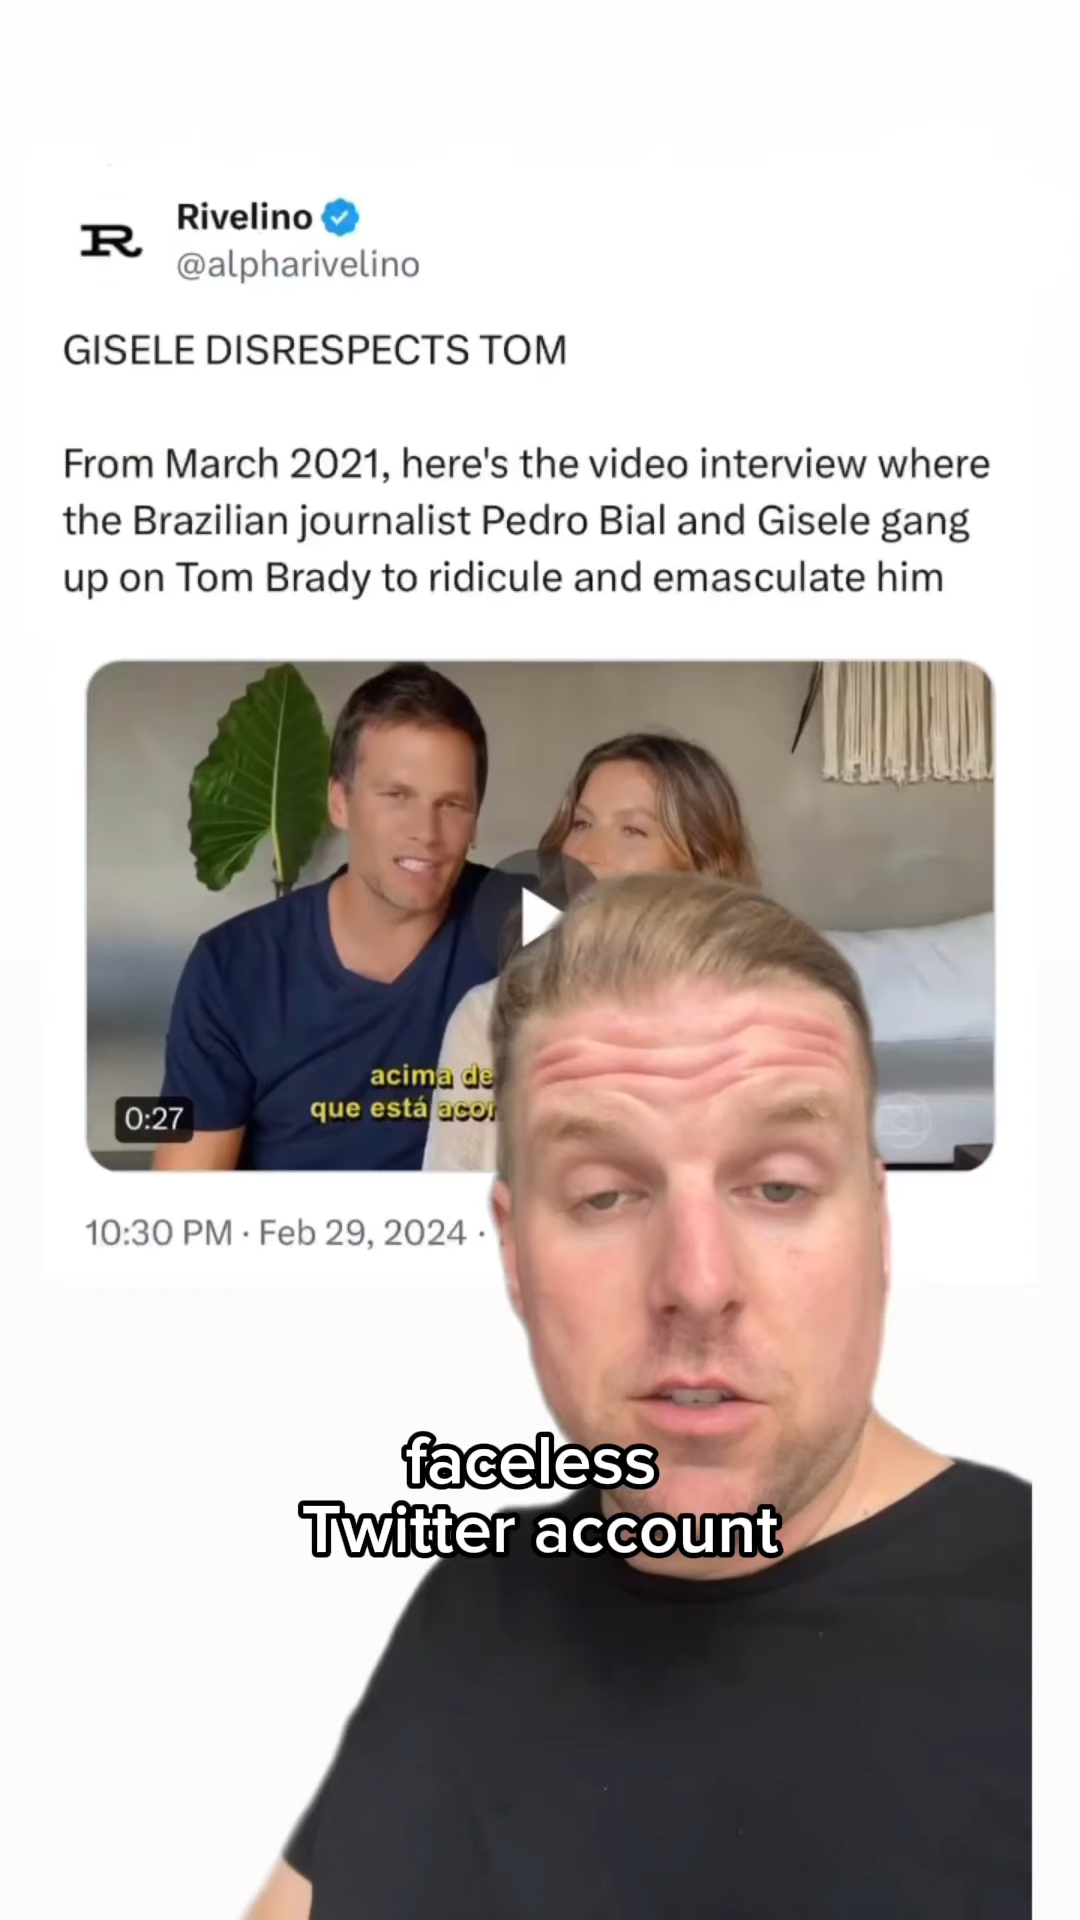 Rivelino
@alpharivelino
GISELE DISRESPECTS TOM
From March 2021, here's the video interview where
the Brazilian journalist Pedro Bial and Gisele gang
up on Tom Brady to ridicule and emasculate him
acima de
que está
0:27
10:30 PM · Feb 29, 2024 ·
faceless
Twitter account